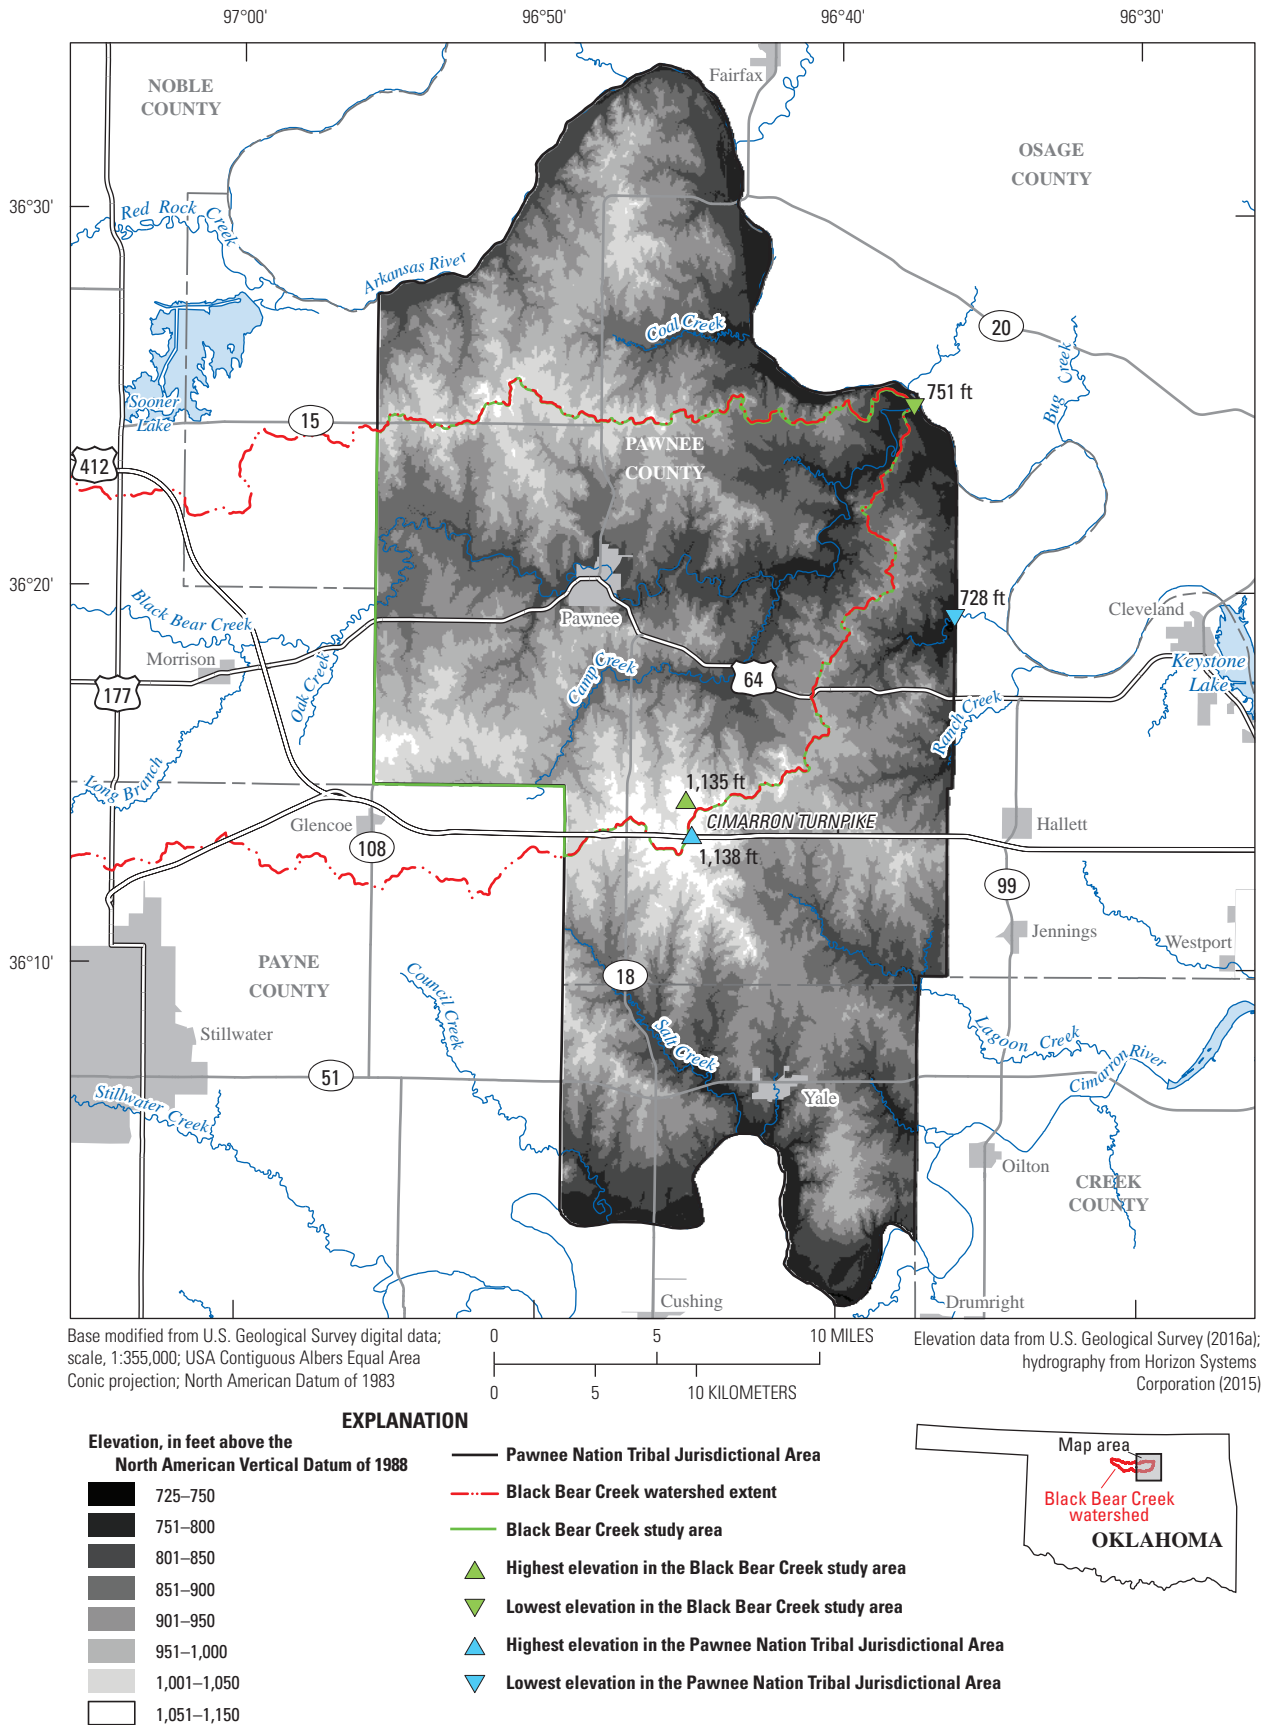 97°00'
96°50'
96°40'
96°30'
Fairfax
NOBLE
COUNTY
OSAGE
COUNTY
36°30'
Red Rock Creek
Arkansas River
Coal Creek
20
Bug Creek
751 ft
Sooner
Lake
15
PAWNEE
COUNTY
412
36°20'
Black Bear Creek
728 ft
Cleveland
Pawnee
Morrison
Keystone
Lake
177
Oak Creek
Camp Creek
64
Ranch Creek
Long Branch
1,135 ft
CIMARRON TURNPIKE
Glencoe
Hallett
108
1,138 ft
99
Jennings
Westport
36°10'
PAYNE
COUNTY
18
Council Creek
Stillwater
Salt Creek
Lagoon Creek
Cimarron River
51
Stillwater Creek
Yale
Oilton
CREEK
COUNTY
Cushing
Drumright
Base modified from U.S. Geological Survey digital data;
scale, 1:355,000; USA Contiguous Albers Equal Area
Conic projection; North American Datum of 1983
0 5 10 MILES
0 5 10 KILOMETERS
Elevation data from U.S. Geological Survey (2016a);
hydrography from Horizon Systems
Corporation (2015)
EXPLANATION
Elevation, in feet above the
North American Vertical Datum of 1988
725–750
751–800
801–850
851–900
901–950
951–1,000
1,001–1,050
1,051–1,150
Pawnee Nation Tribal Jurisdictional Area
Black Bear Creek watershed extent
Black Bear Creek study area
Highest elevation in the Black Bear Creek study area
Lowest elevation in the Black Bear Creek study area
Highest elevation in the Pawnee Nation Tribal Jurisdictional Area
Lowest elevation in the Pawnee Nation Tribal Jurisdictional Area
Map area
Black Bear Creek
watershed
OKLAHOMA